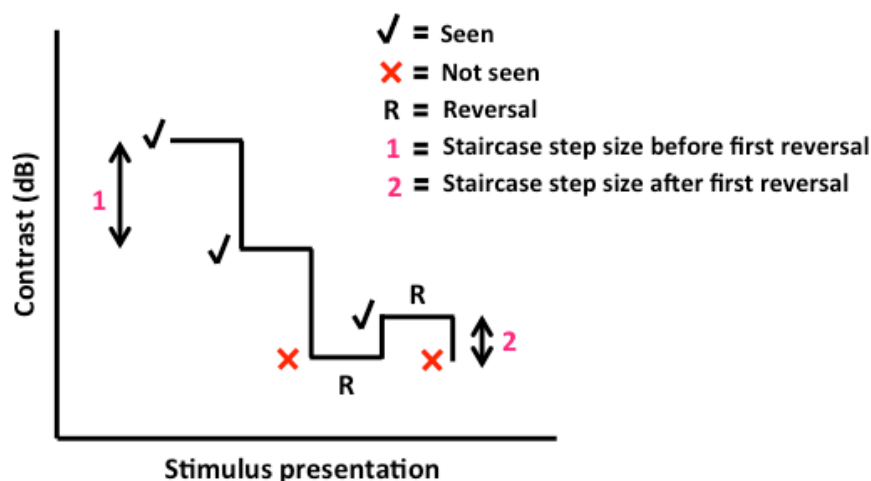 ✓ = Seen
✗ = Not seen
R = Reversal
1 = Staircase step size before first reversal
2 = Staircase step size after first reversal
Contrast (dB)
1
R
2
R
Stimulus presentation